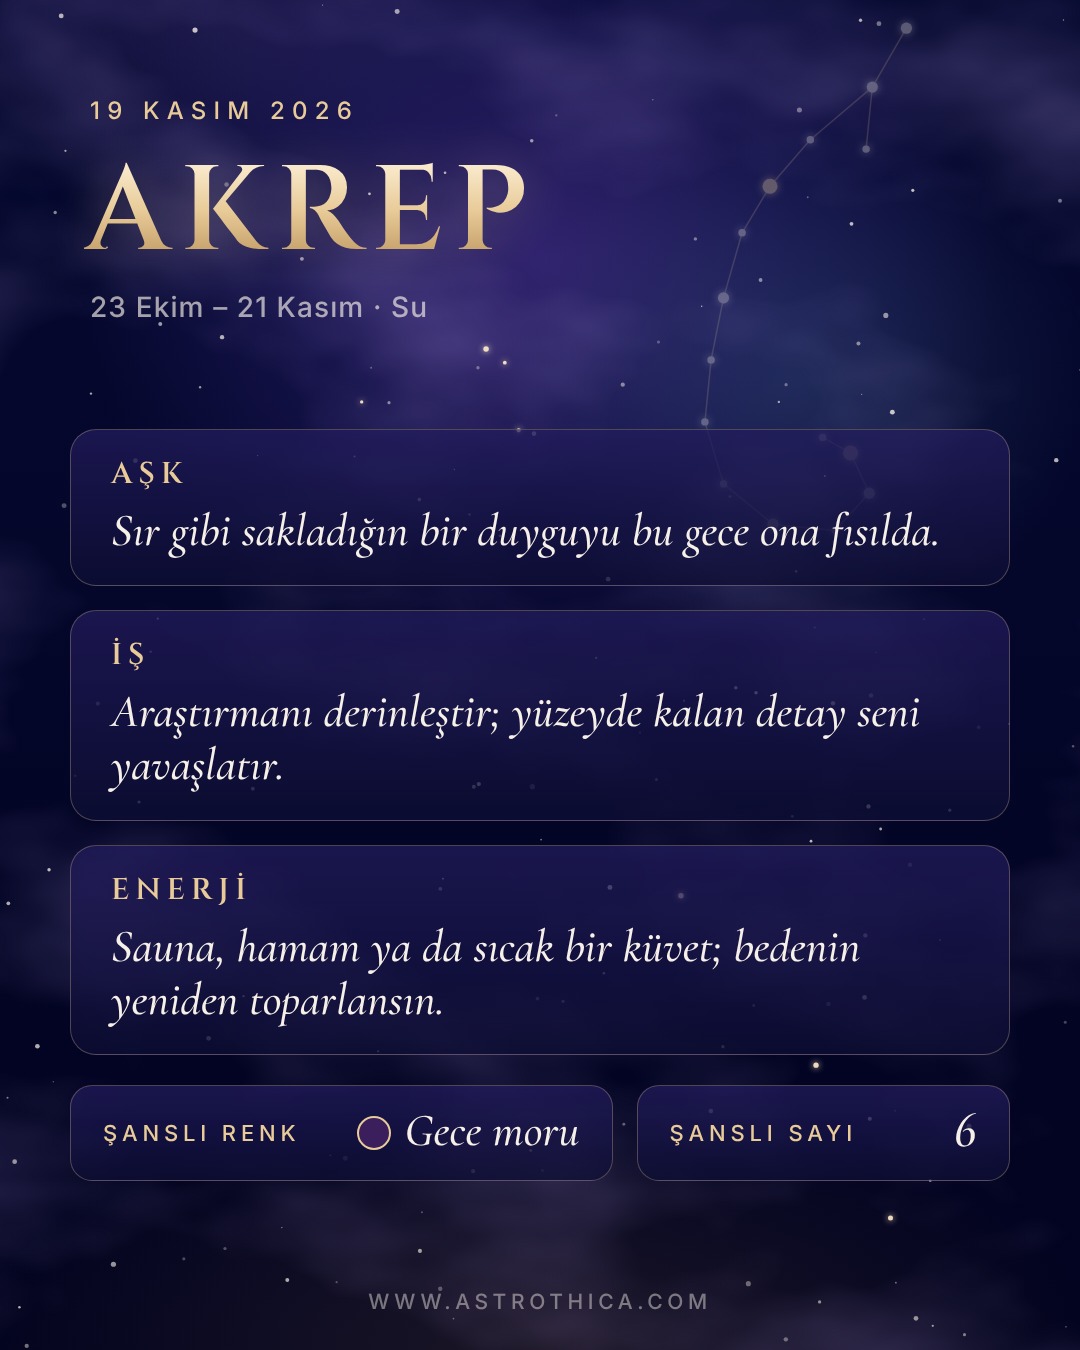 19 KASIM 2026
AKREP
23 Ekim – 21 Kasım · Su
AŞK
Sır gibi sakladığın bir duyguyu bu gece ona fısılda.
İŞ
Araştırmanı derinleştir; yüzeyde kalan detay seni
yavaşlatır.
ENERJİ
Sauna, hamam ya da sıcak bir küvet; bedenin
yeniden toparlansın.
ŞANSLI RENK Gece moru
ŞANSLI SAYI 6
WWW.ASTROTHICA.COM